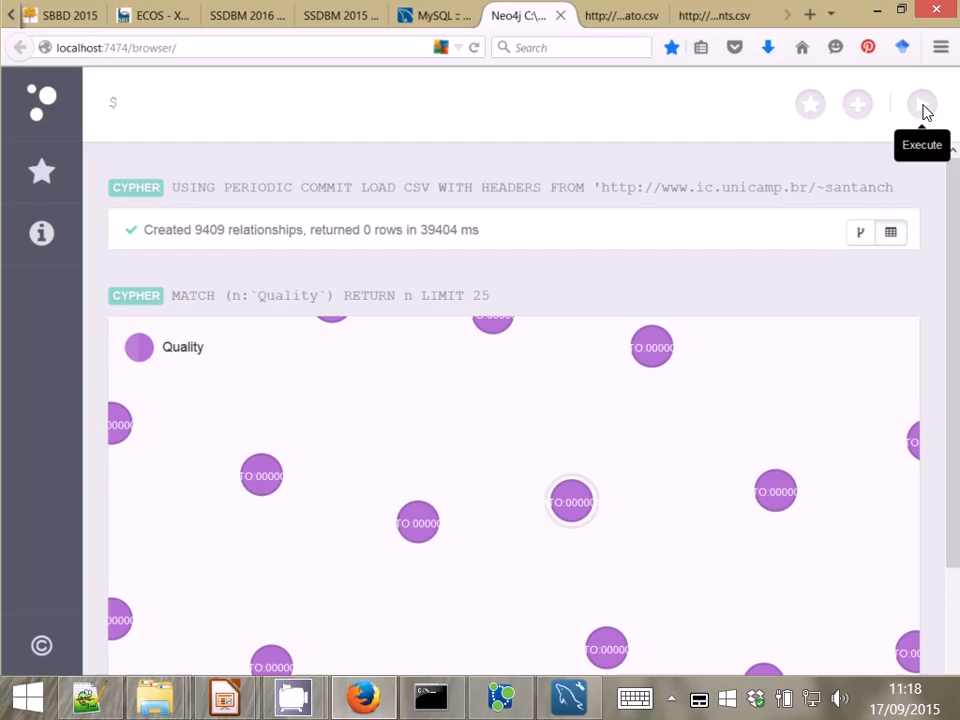 SBBD 2015
ECOS - X...
SSDBM 2016 ...
SSDBM 2015 ...
MySQL :: ...
Neo4j C:\...
http://...ato.csv
http://...nts.csv
localhost:7474/browser/
Search
$
Execute
CYPHER USING PERIODIC COMMIT LOAD CSV WITH HEADERS FROM 'http://www.ic.unicamp.br/~santanch
Created 9409 relationships, returned 0 rows in 39404 ms
CYPHER MATCH (n:`Quality`) RETURN n LIMIT 25
Quality
TO:00000
TO:00000
TO:00000
TO:00000
TO:00000
TO:00000
11:18
17/09/2015